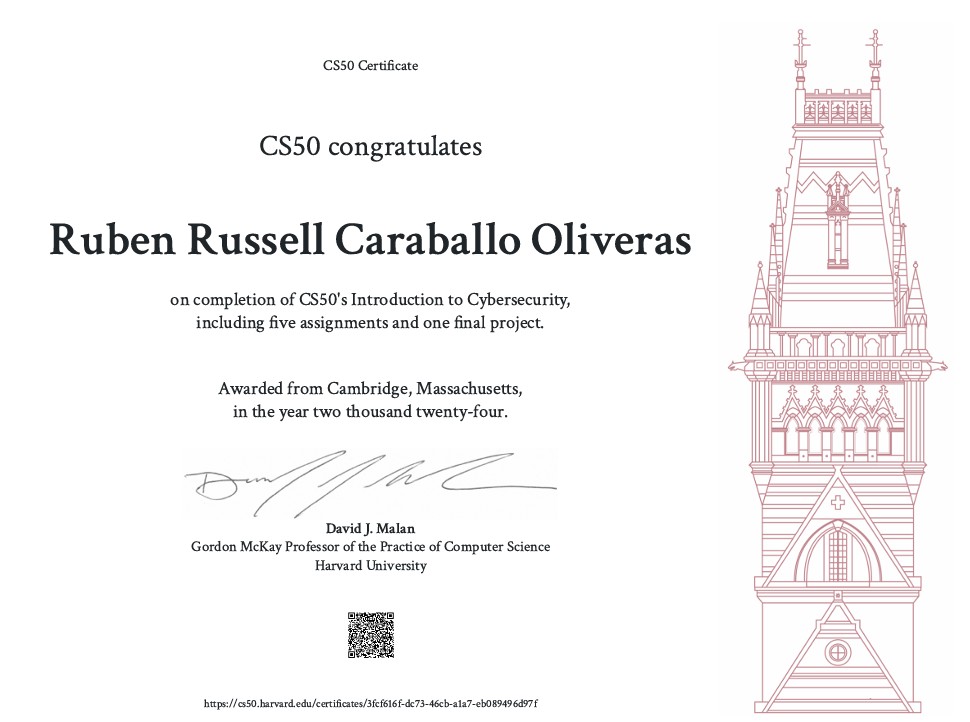 CS50 Certificate
CS50 congratulates
Ruben Russell Caraballo Oliveras
on completion of CS50's Introduction to Cybersecurity,
including five assignments and one final project.
Awarded from Cambridge, Massachusetts,
in the year two thousand twenty-four.
David J. Malan
Gordon McKay Professor of the Practice of Computer Science
Harvard University
https://cs50.harvard.edu/certificates/3fcf616f-dc73-46cb-a1a7-eb089496d97f